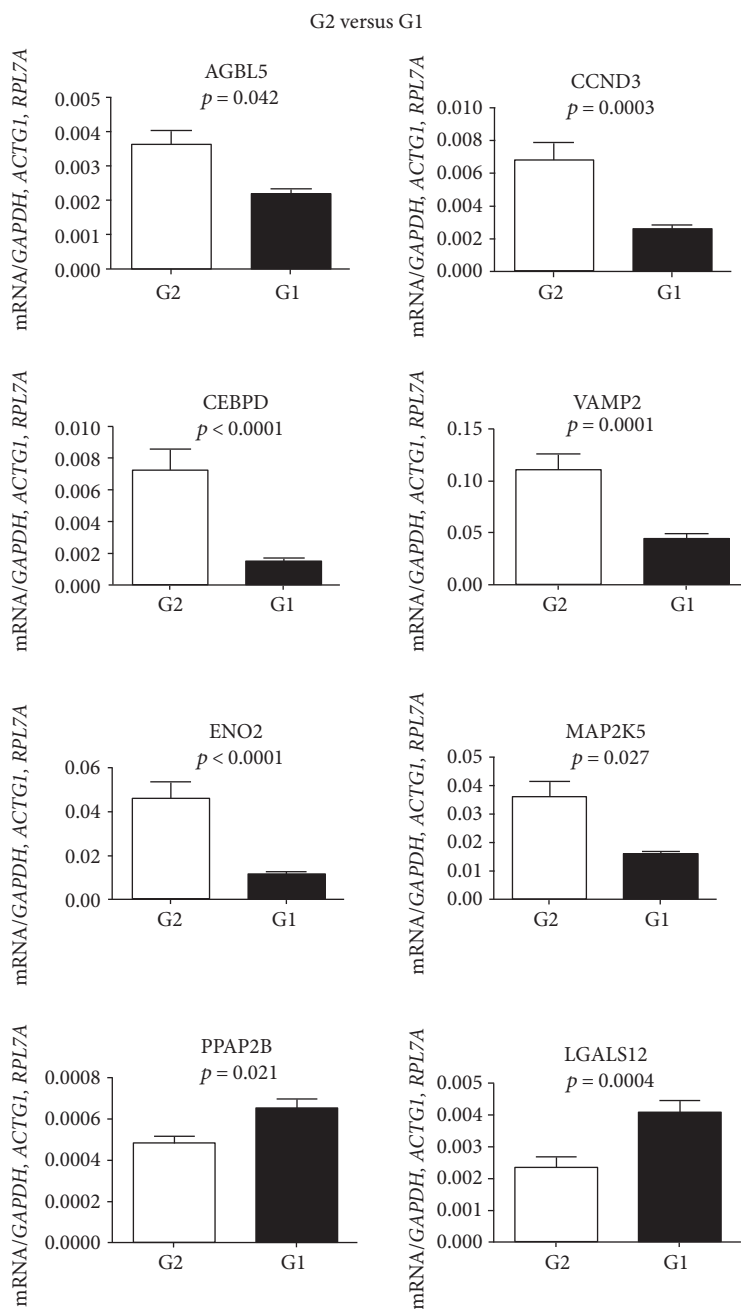 G2 versus G1
AGBL5
p = 0.042
mRNA/GAPDH, ACTG1, RPL7A
0.005
0.004
0.003
0.002
0.001
0.000
G2 G1
CCND3
p = 0.0003
mRNA/GAPDH, ACTG1, RPL7A
0.010
0.008
0.006
0.004
0.002
0.000
G2 G1
CEBPD
p < 0.0001
mRNA/GAPDH, ACTG1, RPL7A
0.010
0.008
0.006
0.004
0.002
0.000
G2 G1
VAMP2
p = 0.0001
mRNA/GAPDH, ACTG1, RPL7A
0.15
0.10
0.05
0.00
G2 G1
ENO2
p < 0.0001
mRNA/GAPDH, ACTG1, RPL7A
0.06
0.04
0.02
0.00
G2 G1
MAP2K5
p = 0.027
mRNA/GAPDH, ACTG1, RPL7A
0.05
0.04
0.03
0.02
0.01
0.00
G2 G1
PPAP2B
p = 0.021
mRNA/GAPDH, ACTG1, RPL7A
0.0008
0.0006
0.0004
0.0002
0.0000
G2 G1
LGALS12
p = 0.0004
mRNA/GAPDH, ACTG1, RPL7A
0.005
0.004
0.003
0.002
0.001
0.000
G2 G1